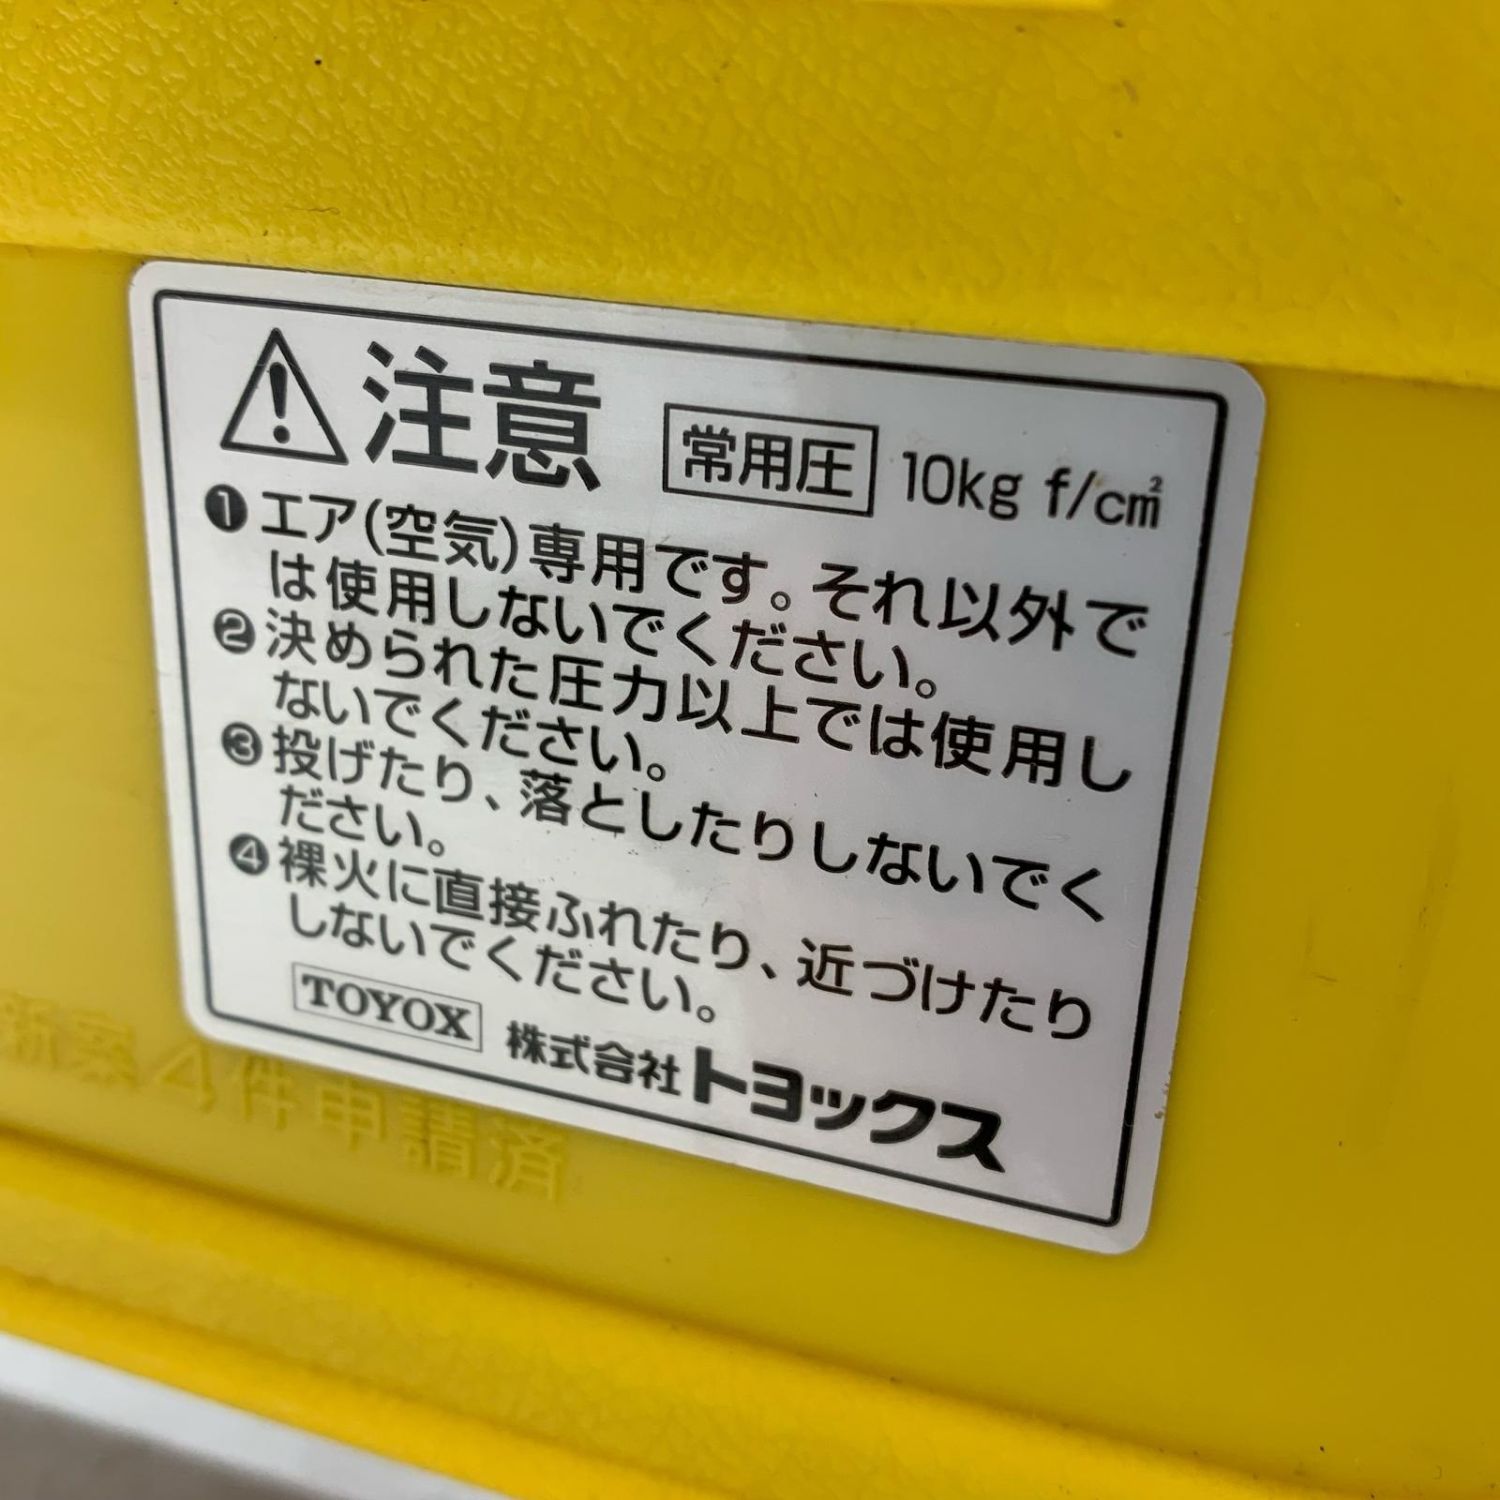 注意 常用圧 10kg f/c㎡
❶エア(空気)専用です。それ以外で
は使用しないでください。
❷決められた圧力以上では使用し
ないでください。
❸投げたり、落としたりしないでく
ださい。
❹裸火に直接ふれたり、近づけたり
しないでください。
TOYOX 株式会社トヨックス
新案4件申請済